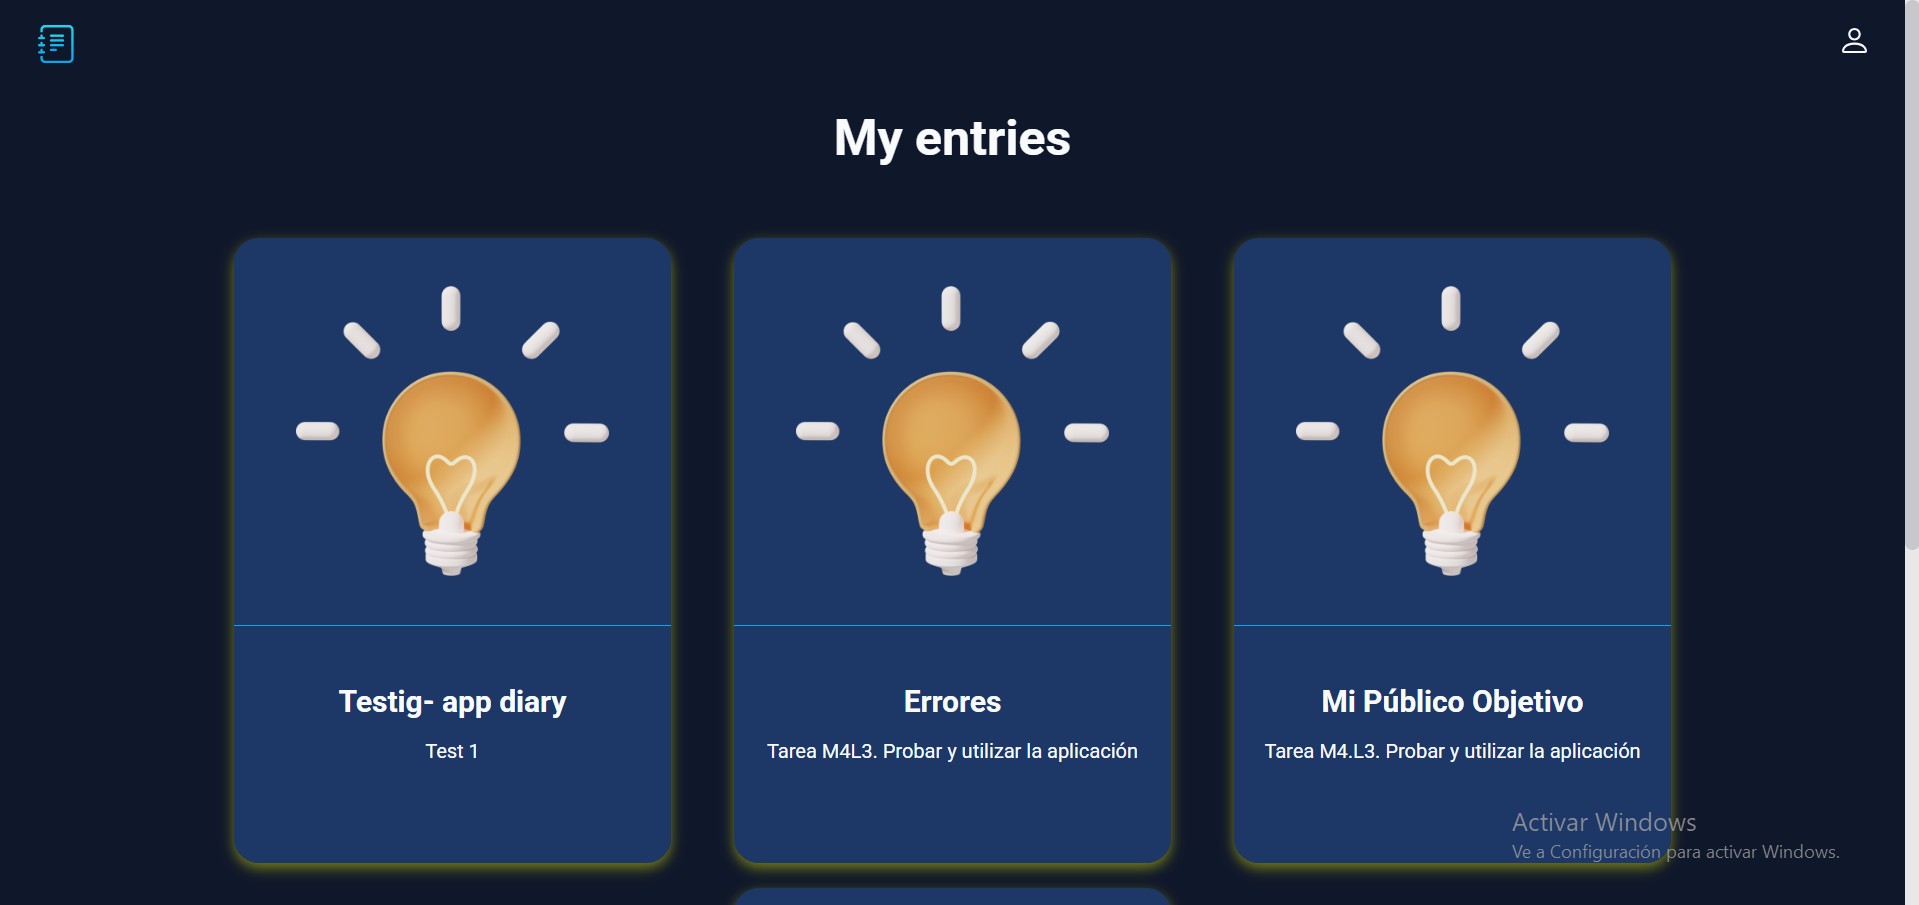 My entries
Testig- app diary
Test 1
Errores
Tarea M4L3. Probar y utilizar la aplicación
Mi Público Objetivo
Tarea M4.L3. Probar y utilizar la aplicación
Activar Windows
Ve a Configuración para activar Windows.